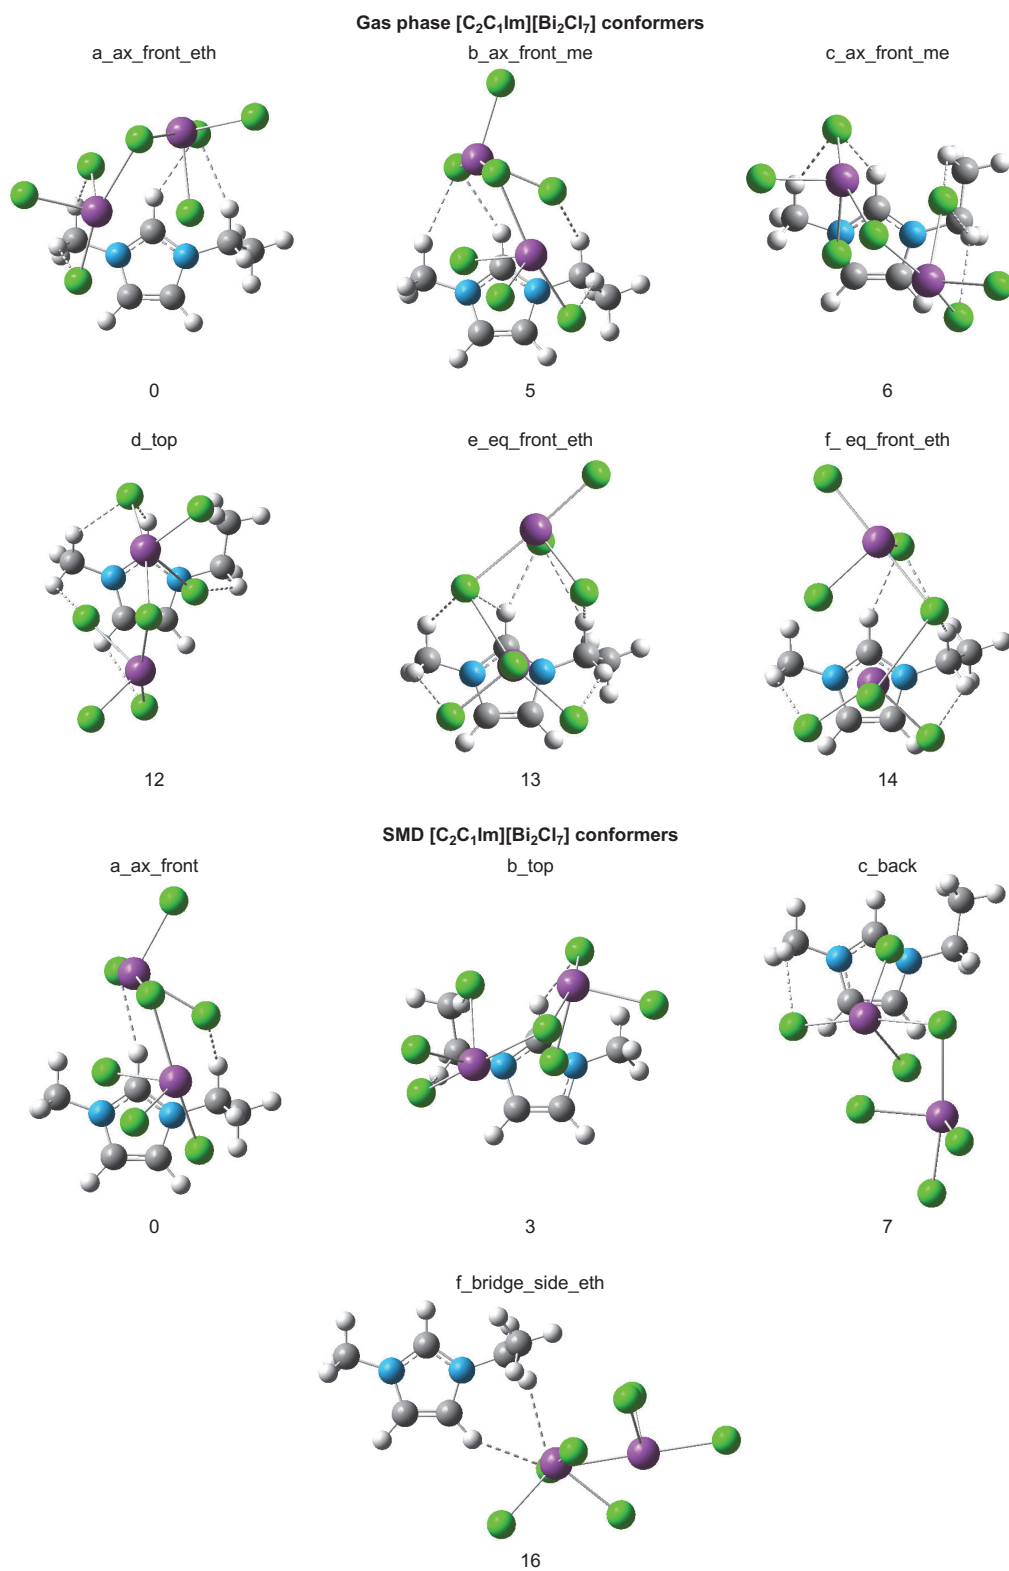 Gas phase [C₂C₁Im][Bi₂Cl₇] conformers
a_ax_front_eth b_ax_front_me c_ax_front_me
0 5 6
d_top e_eq_front_eth f_ eq_front_eth
12 13 14
SMD [C₂C₁Im][Bi₂Cl₇] conformers
a_ax_front b_top c_back
0 3 7
f_bridge_side_eth
16